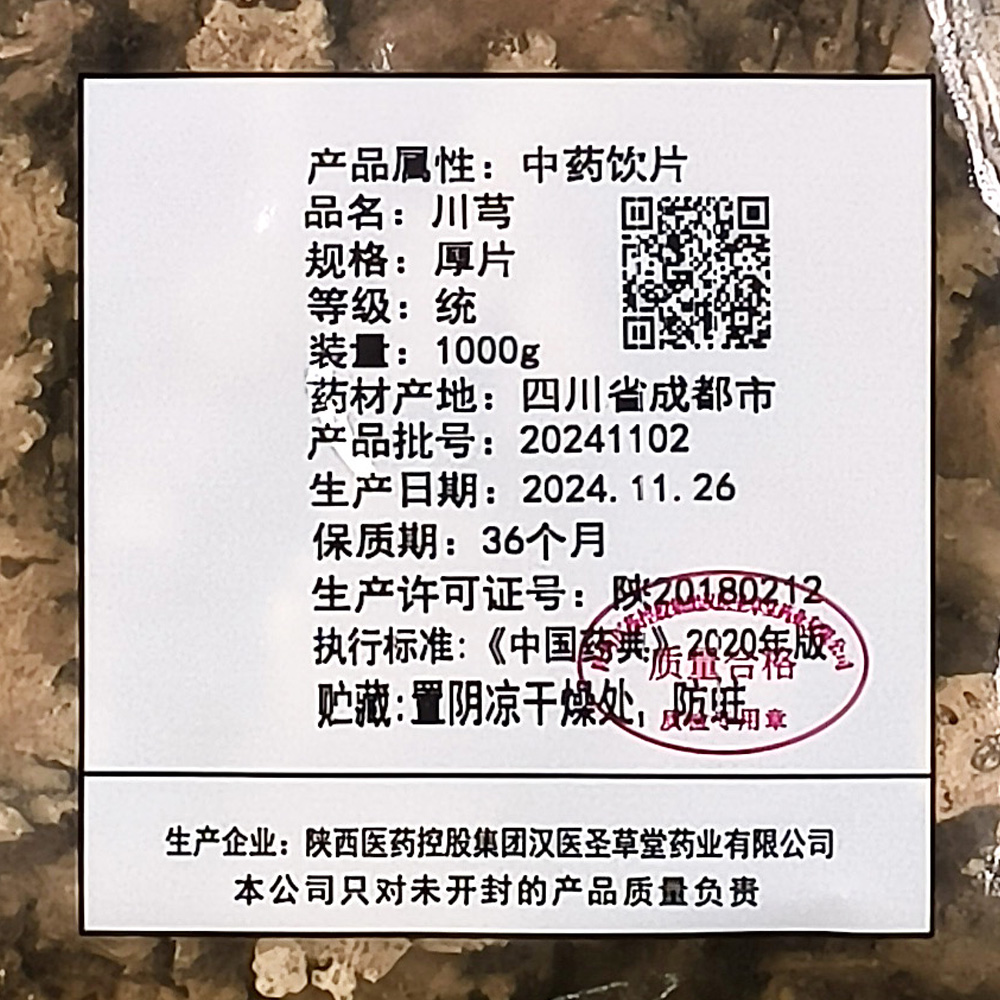 产品属性：中药饮片
品名：川芎
规格：厚片
等级：统
装量：1000g
药材产地：四川省成都市
产品批号：20241102
生产日期：2024.11.26
保质期：36个月
生产许可证号：陕20180212
执行标准：《中国药典》2020年版
贮藏：置阴凉干燥处，防蛀
质量合格
质检专用章
生产企业：陕西医药控股集团汉医圣草堂药业有限公司
本公司只对未开封的产品质量负责